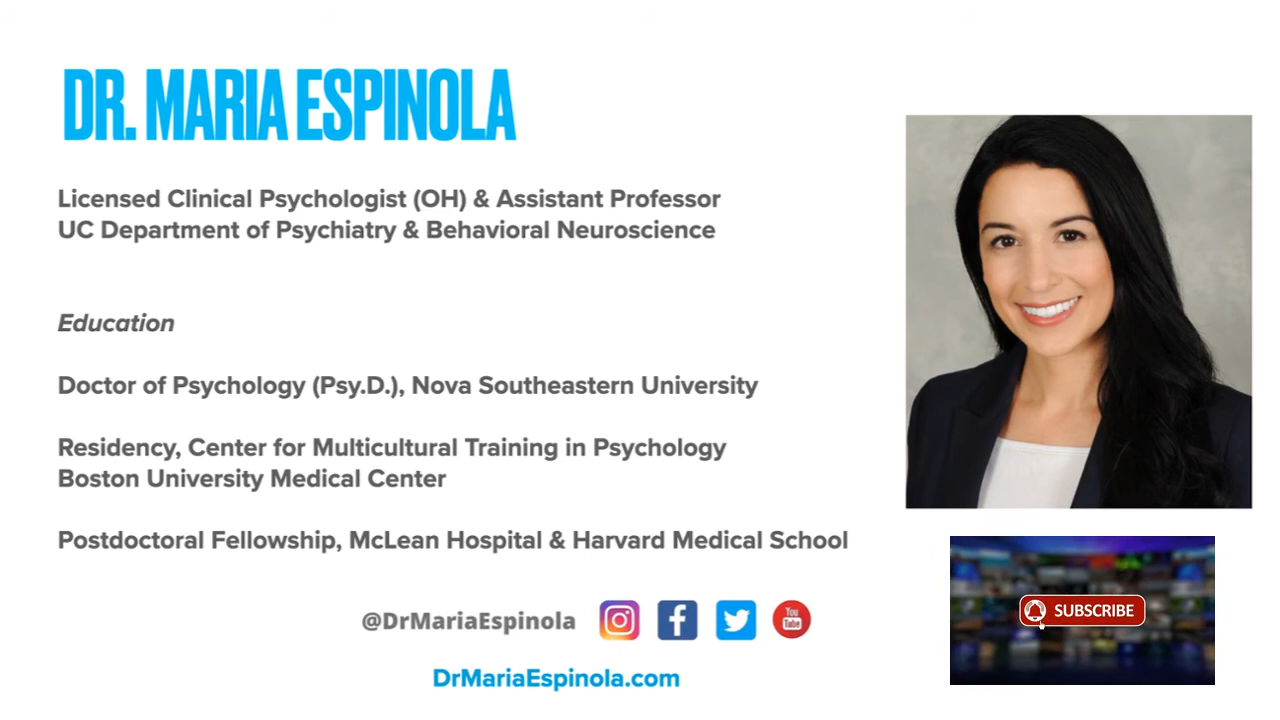 DR. MARIA ESPINOLA
Licensed Clinical Psychologist (OH) & Assistant Professor
UC Department of Psychiatry & Behavioral Neuroscience
Education
Doctor of Psychology (Psy.D.), Nova Southeastern University
Residency, Center for Multicultural Training in Psychology
Boston University Medical Center
Postdoctoral Fellowship, McLean Hospital & Harvard Medical School
@DrMariaEspinola
You
Tube
SUBSCRIBE
DrMariaEspinola.com